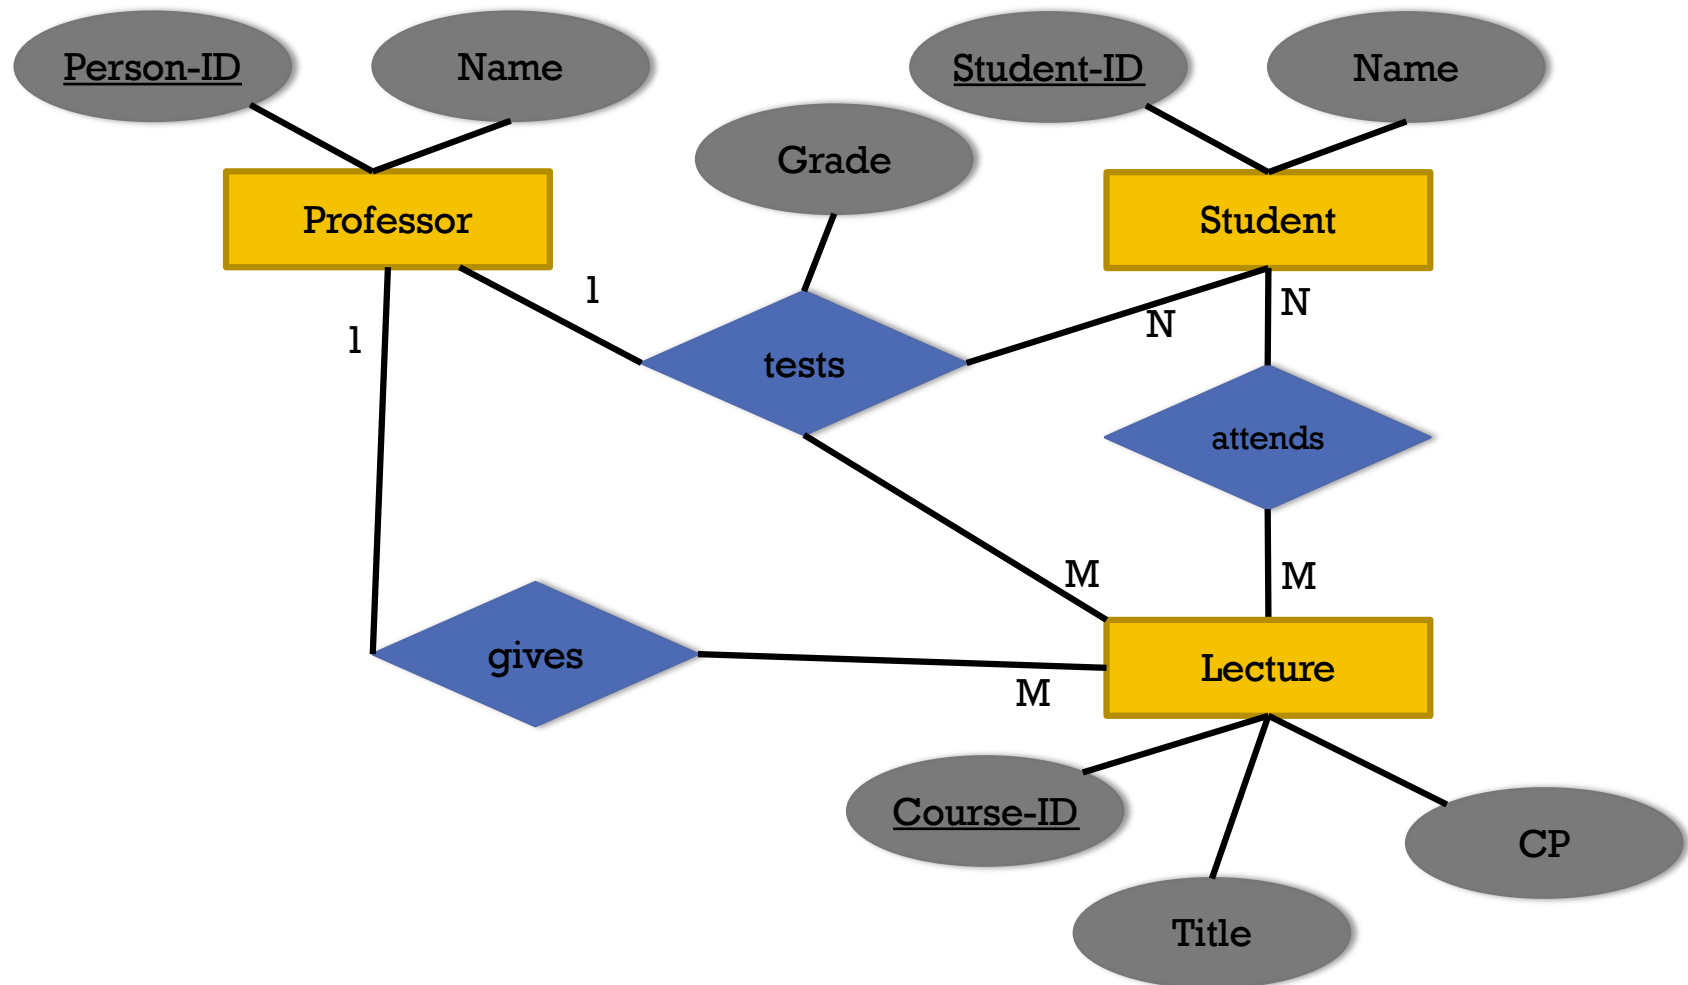 Person-ID
Name
Student-ID
Name
Grade
Professor
Student
1
N
N
1
tests
attends
M
M
gives
Lecture
M
Course-ID
CP
Title